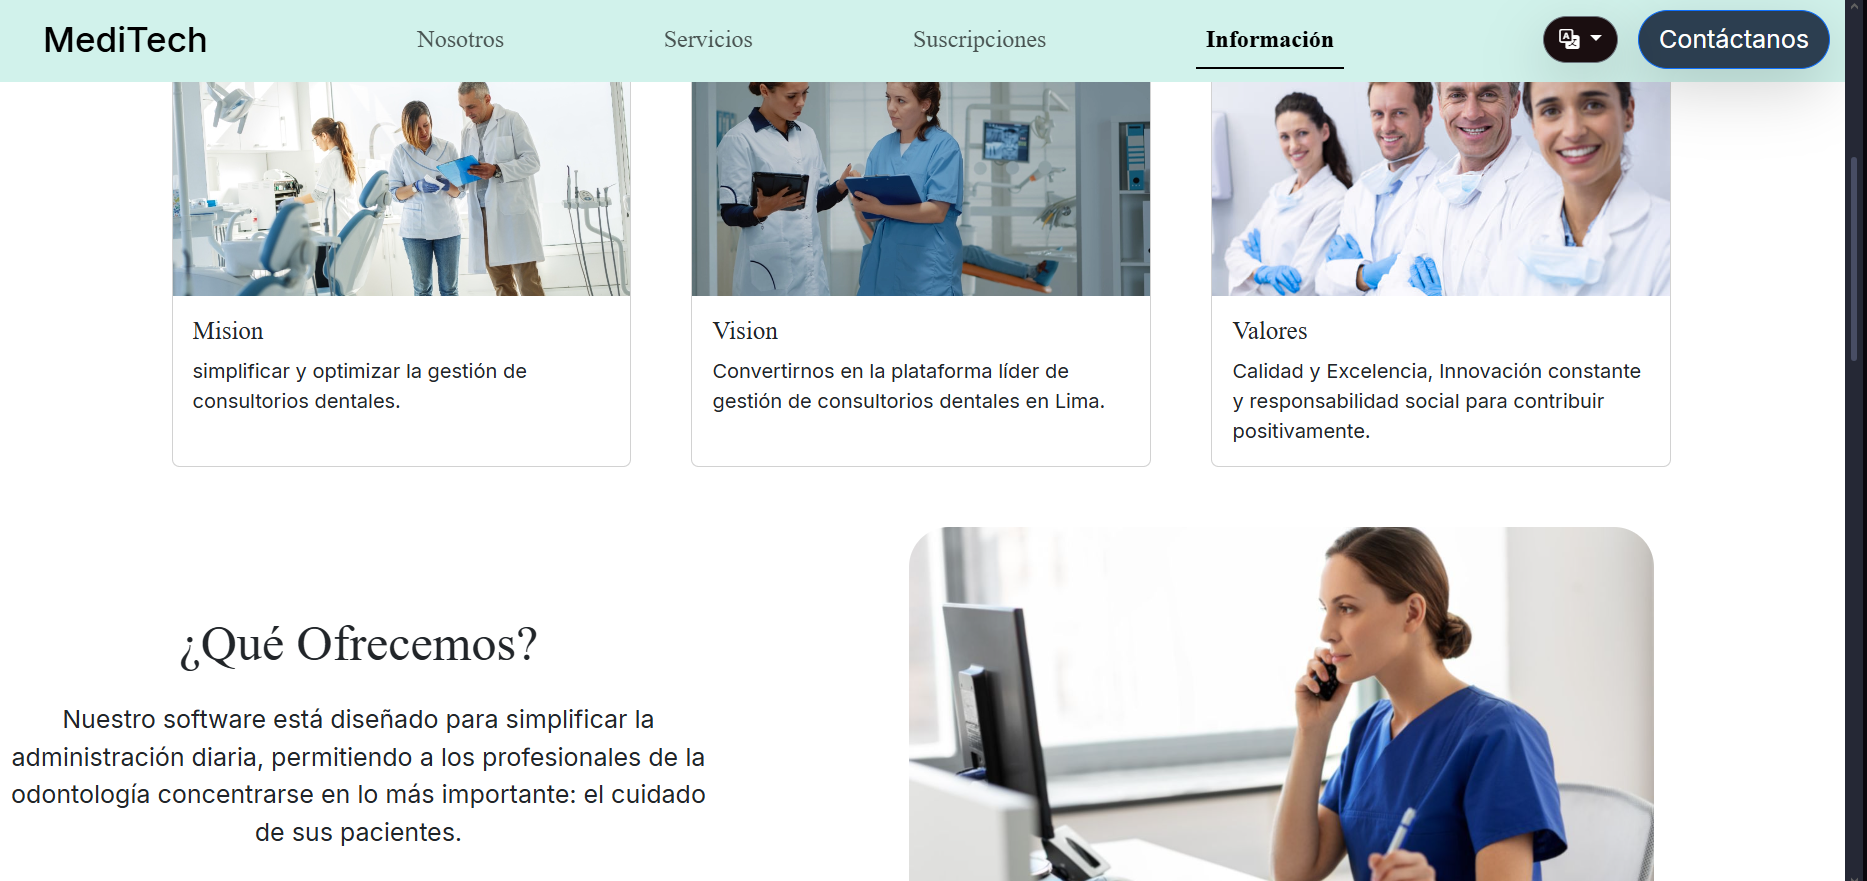 MediTech
Nosotros
Servicios
Suscripciones
Información
Contáctanos
Mision
simplificar y optimizar la gestión de
consultorios dentales.
Vision
Convertirnos en la plataforma líder de
gestión de consultorios dentales en Lima.
Valores
Calidad y Excelencia, Innovación constante
y responsabilidad social para contribuir
positivamente.
¿Qué Ofrecemos?
Nuestro software está diseñado para simplificar la
administración diaria, permitiendo a los profesionales de la
odontología concentrarse en lo más importante: el cuidado
de sus pacientes.